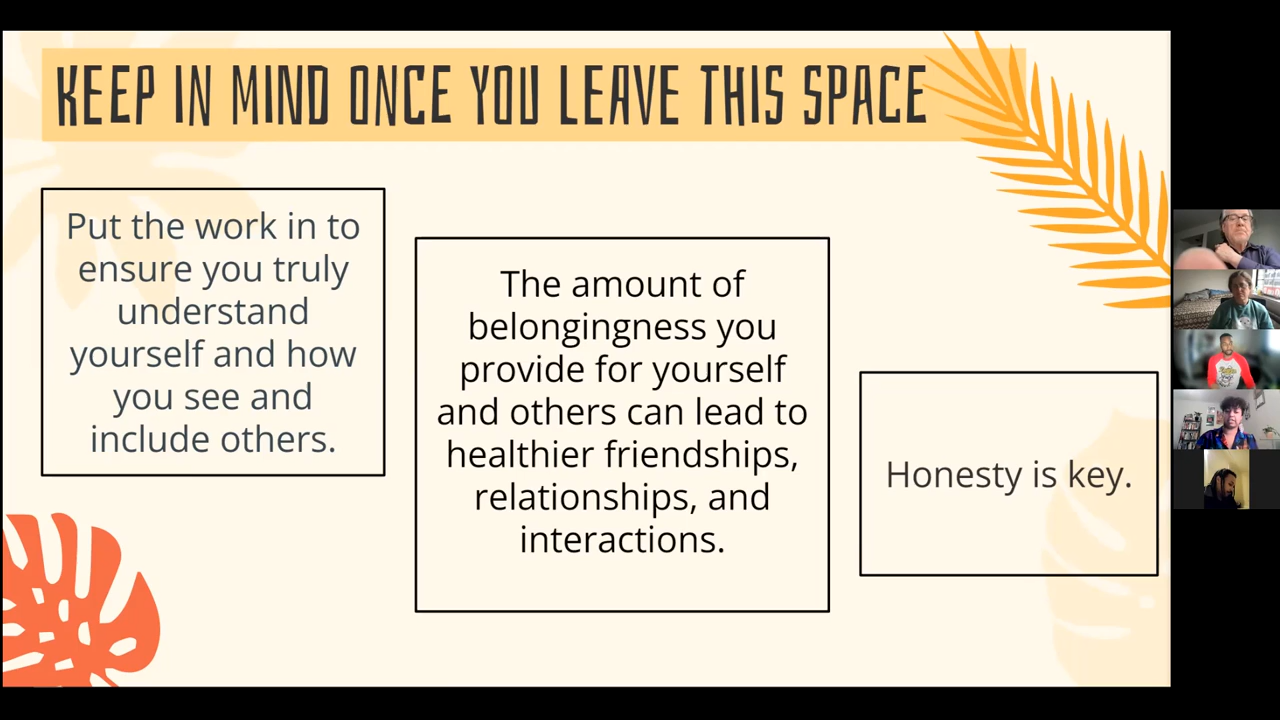 KEEP IN MIND ONCE YOU LEAVE THIS SPACE
Put the work in to
ensure you truly
understand
yourself and how
you see and
include others.
The amount of
belongingness you
provide for yourself
and others can lead to
healthier friendships,
relationships, and
interactions.
Honesty is key.